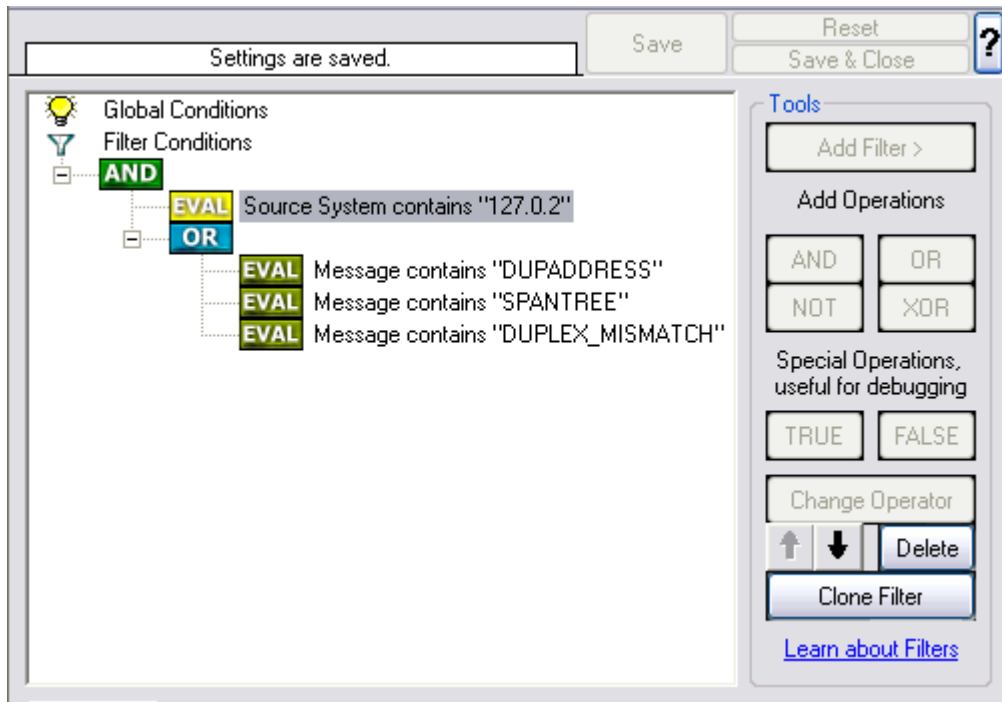 Settings are saved.
Save
Reset
Save & Close
?
Global Conditions
Filter Conditions
AND
EVAL Source System contains "127.0.2"
OR
EVAL Message contains "DUPADDRESS"
EVAL Message contains "SPANTREE"
EVAL Message contains "DUPLEX_MISMATCH"
Tools
Add Filter >
Add Operations
AND OR
NOT XOR
Special Operations,
useful for debugging
TRUE FALSE
Change Operator
Delete
Clone Filter
Learn about Filters